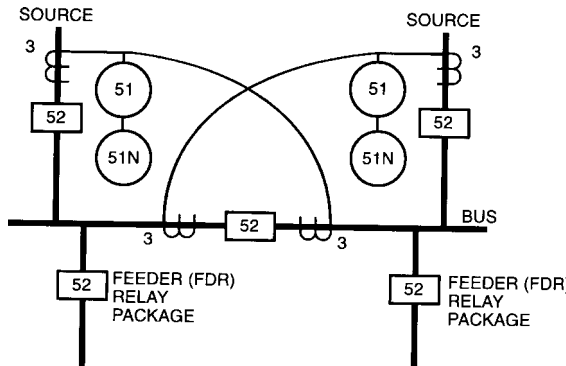 SOURCE
SOURCE
3
3
51
51
52
52
51N
51N
BUS
3
52
3
52
FEEDER (FDR)
RELAY
PACKAGE
52
FEEDER (FDR)
RELAY
PACKAGE